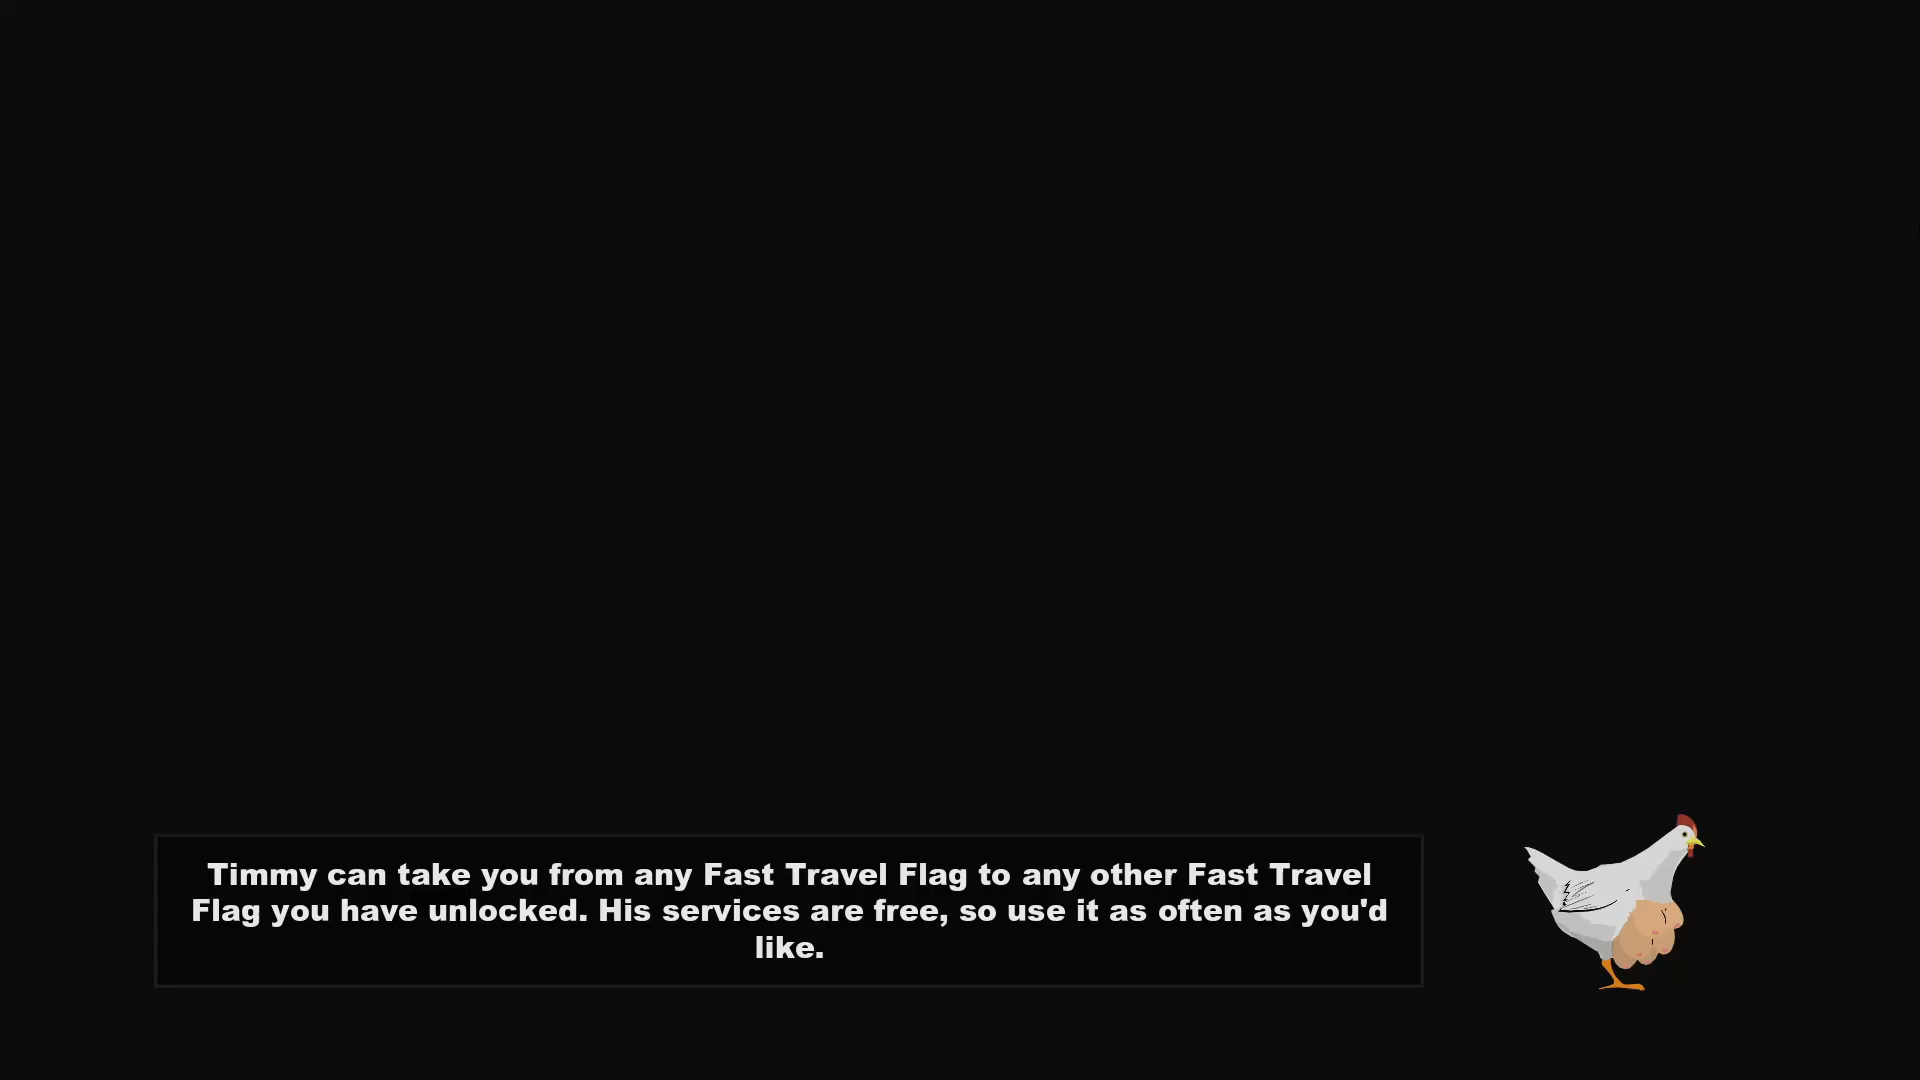 Timmy can take you from any Fast Travel Flag to any other Fast Travel
Flag you have unlocked. His services are free, so use it as often as you'd
like.